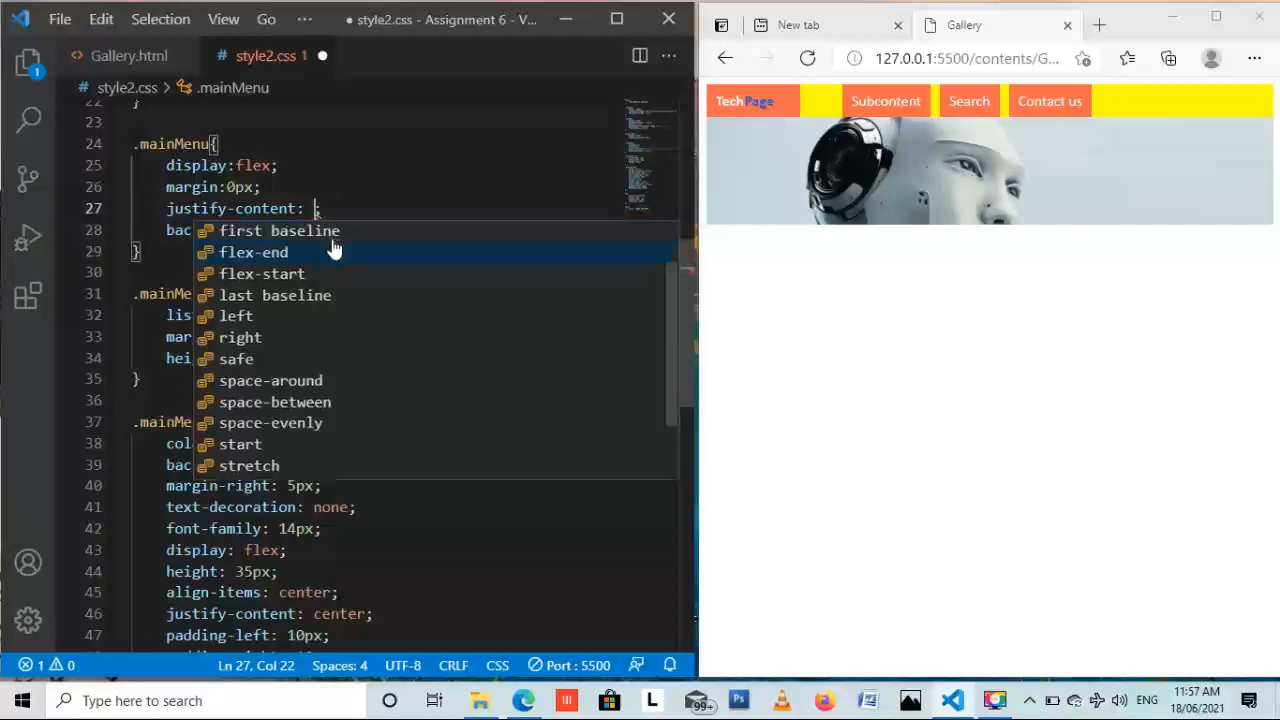 File Edit Selection View Go ··· ● style2.css - Assignment 6 - V...
Gallery.html style2.css 1 ●
style2.css > .mainMenu
22 }
23
24 .mainMenu{
25 display:flex;
26 margin:0px;
27 justify-content: ;
28 bac
29 }
30
31 .mainMe
32 lis
33 mar
34 hei
35 }
36
37 .mainMe
38 col
39 bac
40 margin-right: 5px;
41 text-decoration: none;
42 font-family: 14px;
43 display: flex;
44 height: 35px;
45 align-items: center;
46 justify-content: center;
47 padding-left: 10px;
first baseline
flex-end
flex-start
last baseline
left
right
safe
space-around
space-between
space-evenly
start
stretch
1
1 0 Ln 27, Col 22 Spaces: 4 UTF-8 CRLF CSS Port : 5500
New tab Gallery
127.0.0.1:5500/contents/G...
TechPage Subcontent Search Contact us
Type here to search
L
99+
Ps
ENG
11:57 AM
18/06/2021